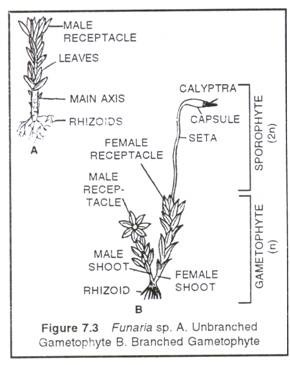 MALE
RECEPTACLE
LEAVES
MAIN AXIS
RHIZOIDS
A
CALYPTRA
CAPSULE
SETA
FEMALE
RECEPTACLE
MALE
RECEP-
TACLE
MALE
SHOOT
FEMALE
SHOOT
RHIZOID
B
SPOROPHYTE
(2n)
GAMETOPHYTE
(n)
Figure 7.3 Funaria sp. A. Unbranched
Gametophyte B. Branched Gametophyte